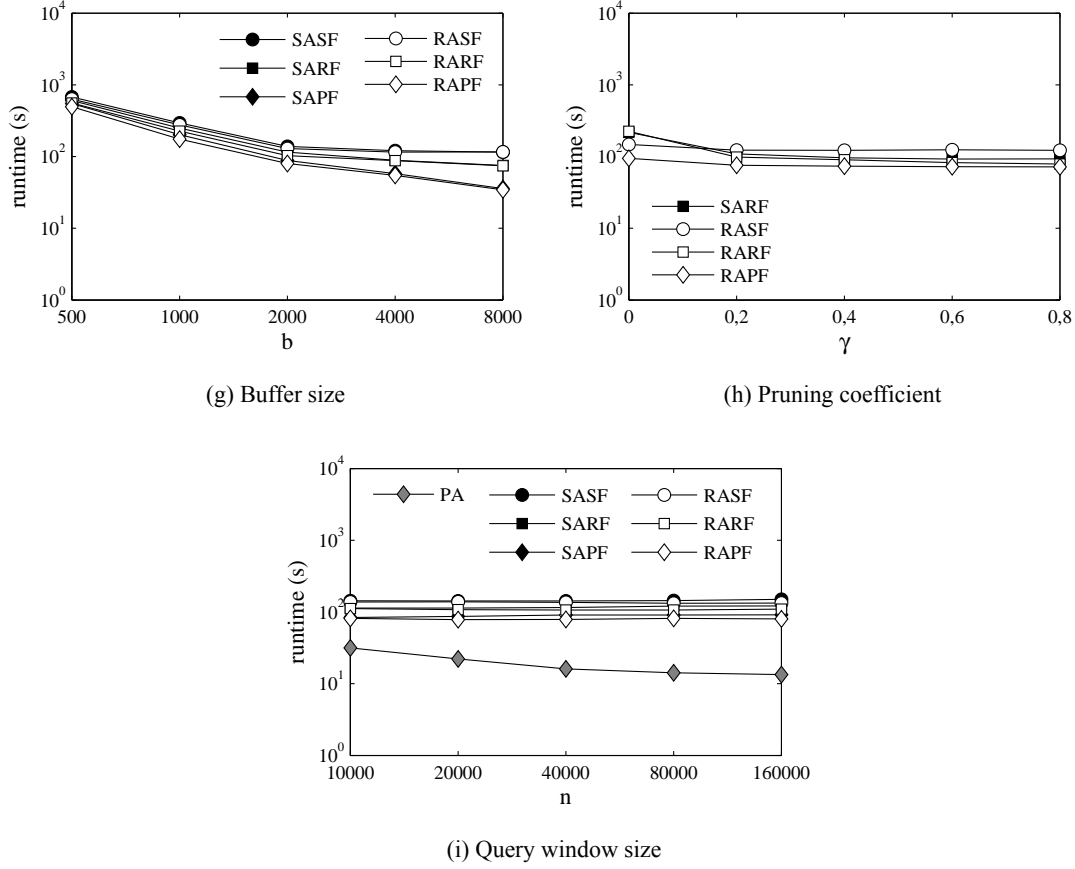 10^4
10^3
10^2
10^1
10^0
runtime (s)
SASF
SARF
SAPF
RASF
RARF
RAPF
500
1000
2000
4000
8000
b
(g) Buffer size
10^4
10^3
10^2
10^1
10^0
runtime (s)
SARF
RASF
RARF
RAPF
0
0,2
0,4
0,6
0,8
γ
(h) Pruning coefficient
10^4
10^3
10^2
10^1
10^0
runtime (s)
PA
SASF
SARF
SAPF
RASF
RARF
RAPF
10000
20000
40000
80000
160000
n
(i) Query window size